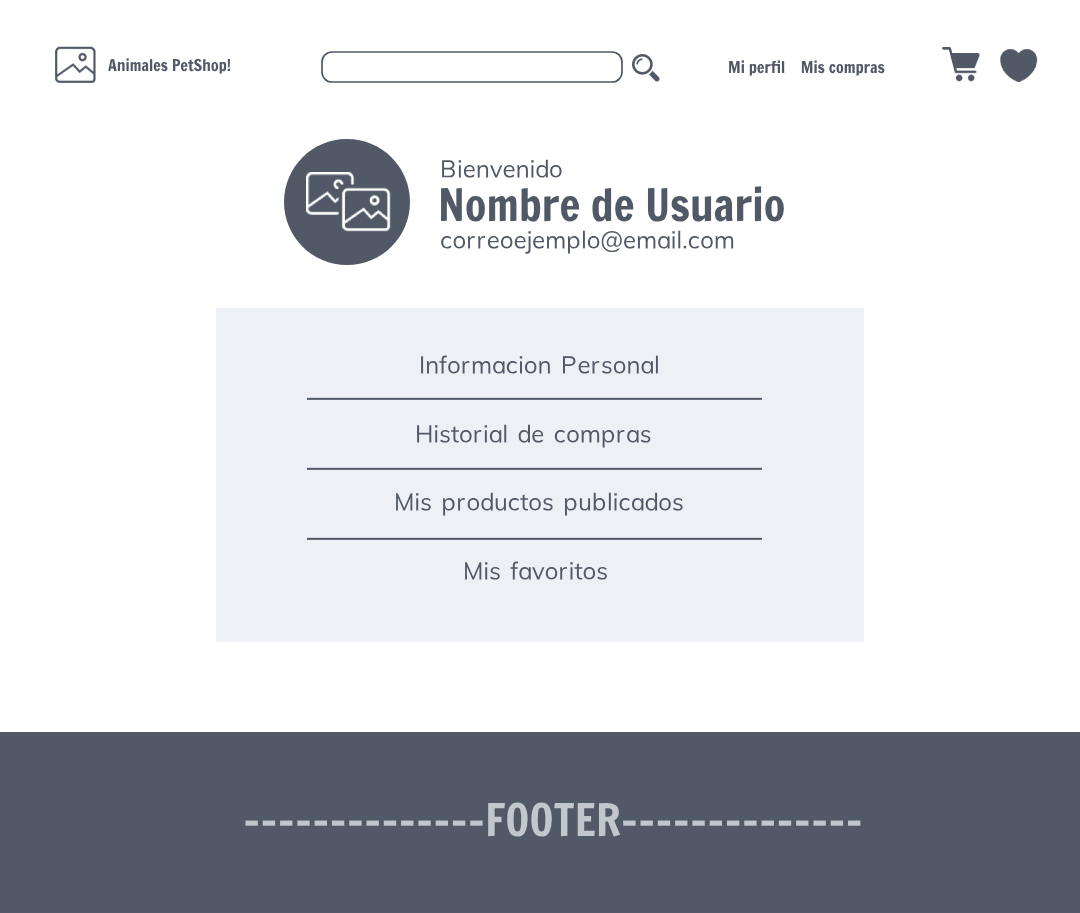 Animales PetShop!
Mi perfil Mis compras
Bienvenido
Nombre de Usuario
correoejemplo@email.com
Informacion Personal
Historial de compras
Mis productos publicados
Mis favoritos
--------------FOOTER--------------